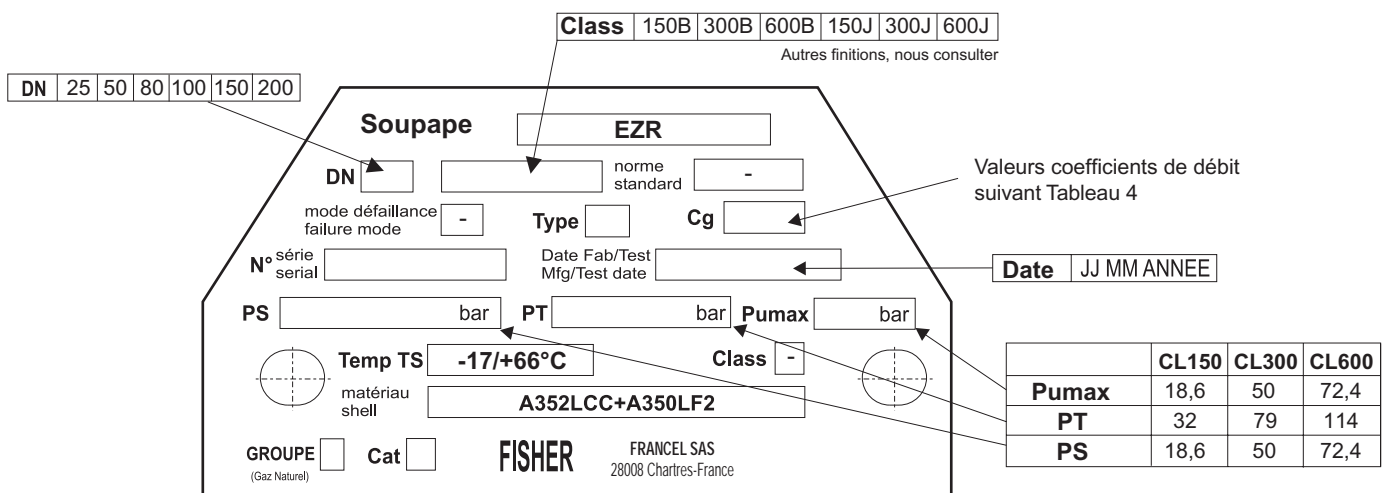 Class 150B 300B 600B 150J 300J 600J
Autres finitions, nous consulter
DN 25 50 80 100 150 200
Soupape EZR
DN norme
standard -
Valeurs coefficients de débit
suivant Tableau 4
mode défaillance
failure mode - Type Cg
N° série
serial Date Fab/Test
Mfg/Test date
Date JJ MM ANNEE
PS bar PT bar Pumax bar
Temp TS -17/+66°C Class -
matériau
shell A352LCC+A350LF2
CL150 CL300 CL600
Pumax 18,6 50 72,4
PT 32 79 114
PS 18,6 50 72,4
GROUPE Cat FISHER FRANCEL SAS
(Gaz Naturel) 28008 Chartres-France